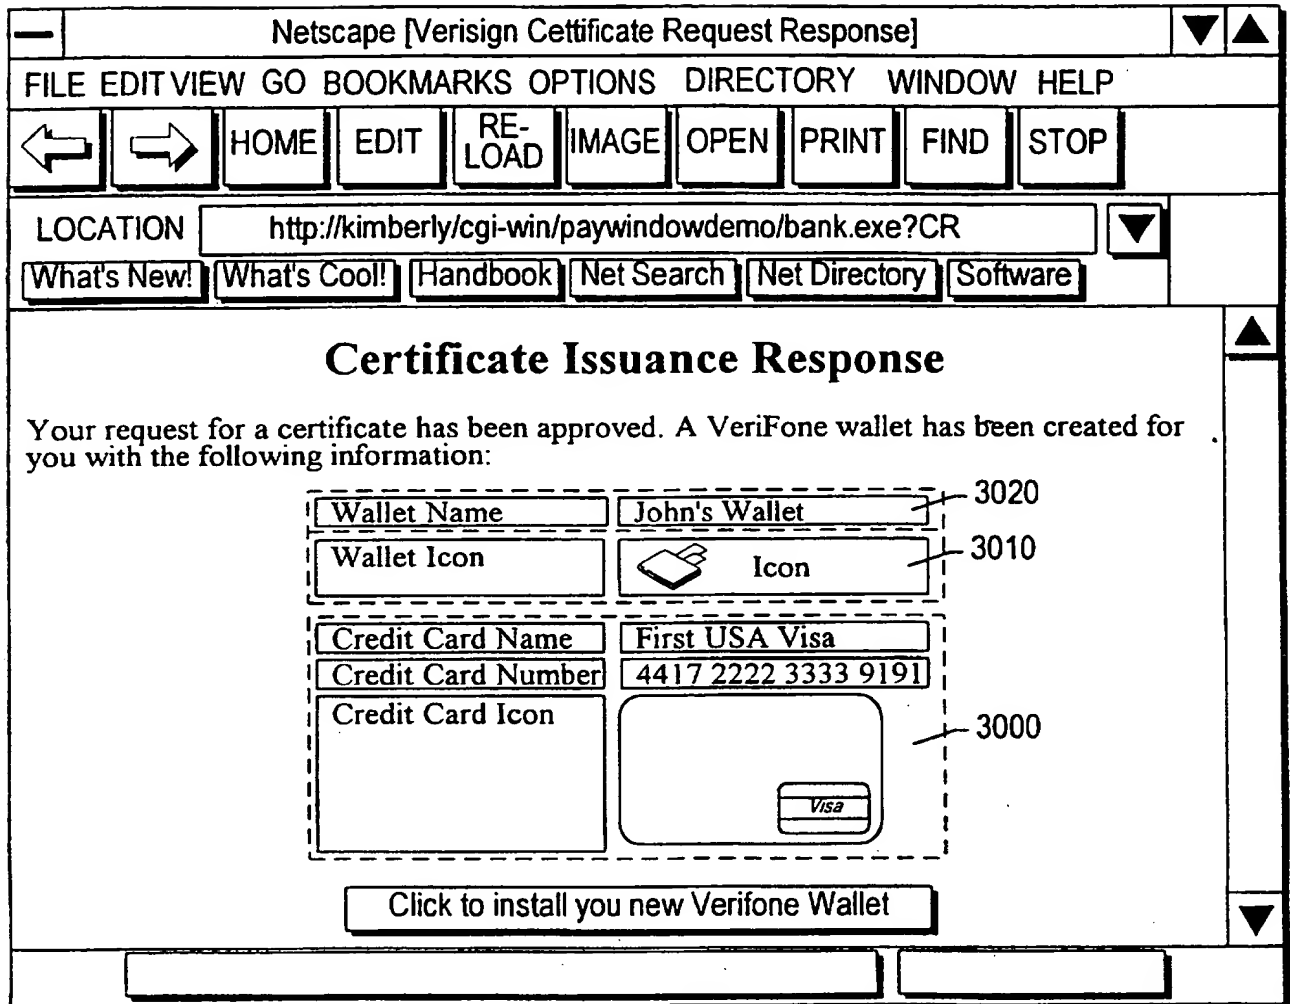 Netscape [Verisign Cettificate Request Response]
FILE EDIT VIEW GO BOOKMARKS OPTIONS DIRECTORY WINDOW HELP
HOME EDIT RE-LOAD IMAGE OPEN PRINT FIND STOP
LOCATION http://kimberly/cgi-win/paywindowdemo/bank.exe?CR
What's New! What's Cool! Handbook Net Search Net Directory Software
Certificate Issuance Response
Your request for a certificate has been approved. A VeriFone wallet has been created for
you with the following information:
Wallet Name John's Wallet 3020
Wallet Icon Icon 3010
Credit Card Name First USA Visa
Credit Card Number 4417 2222 3333 9191
Credit Card Icon 3000
Visa
Click to install you new Verifone Wallet